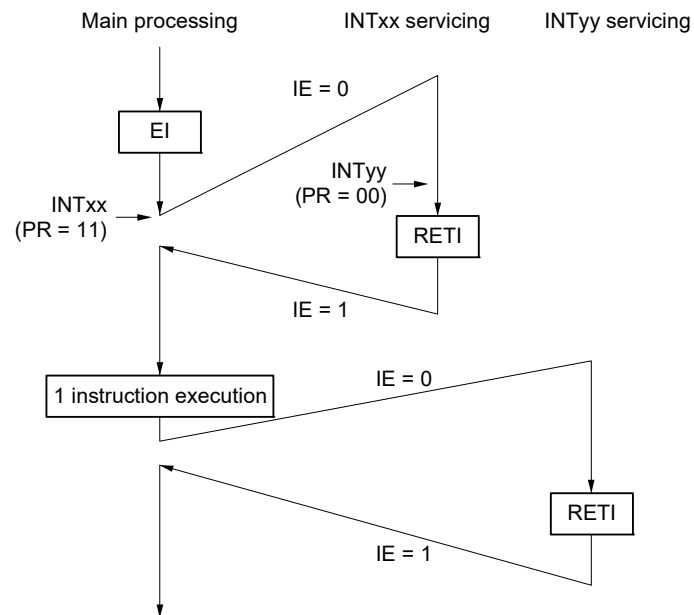 Main processing
INTxx servicing
INTyy servicing
IE = 0
EI
INTyy
(PR = 00)
INTxx
(PR = 11)
RETI
IE = 1
IE = 0
1 instruction execution
RETI
IE = 1